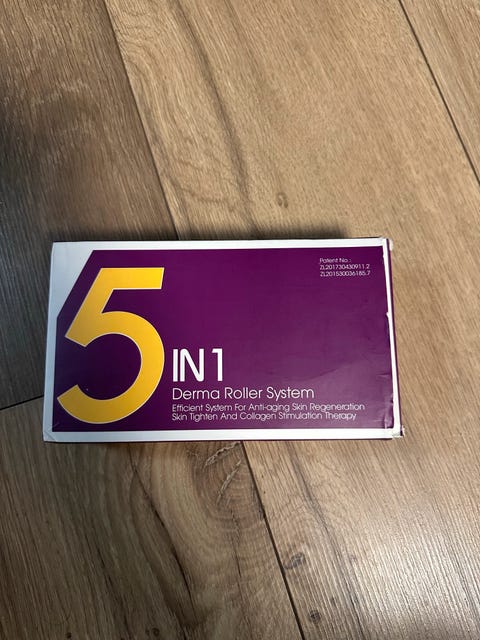 Patent No.:
ZL201730430911.2
ZL201530036185.7
5 IN 1
Derma Roller System
Efficient System For Anti-aging Skin Regeneration
Skin Tighten And Collagen Stimulation Therapy